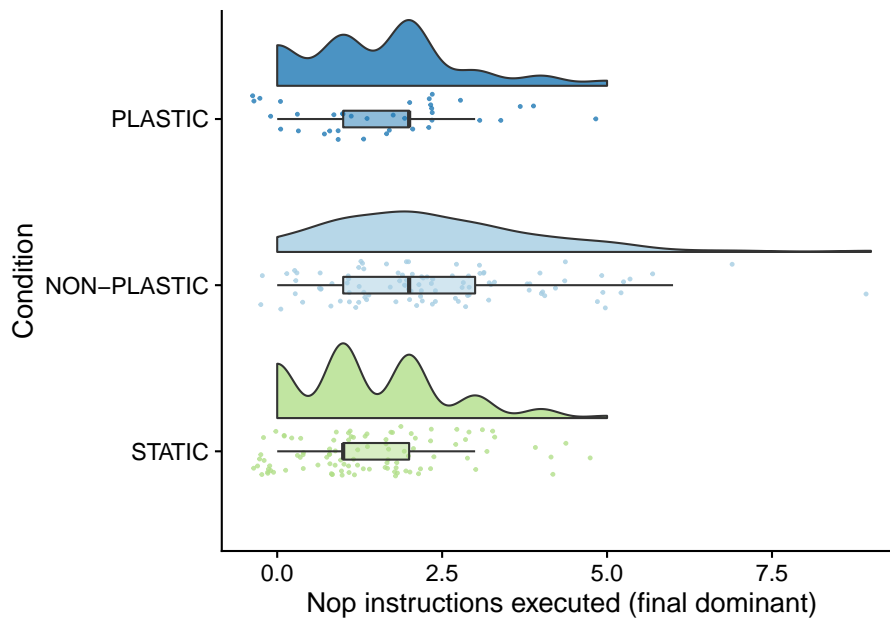 PLASTIC
NON−PLASTIC
STATIC
Condition
0.0 2.5 5.0 7.5
Nop instructions executed (final dominant)